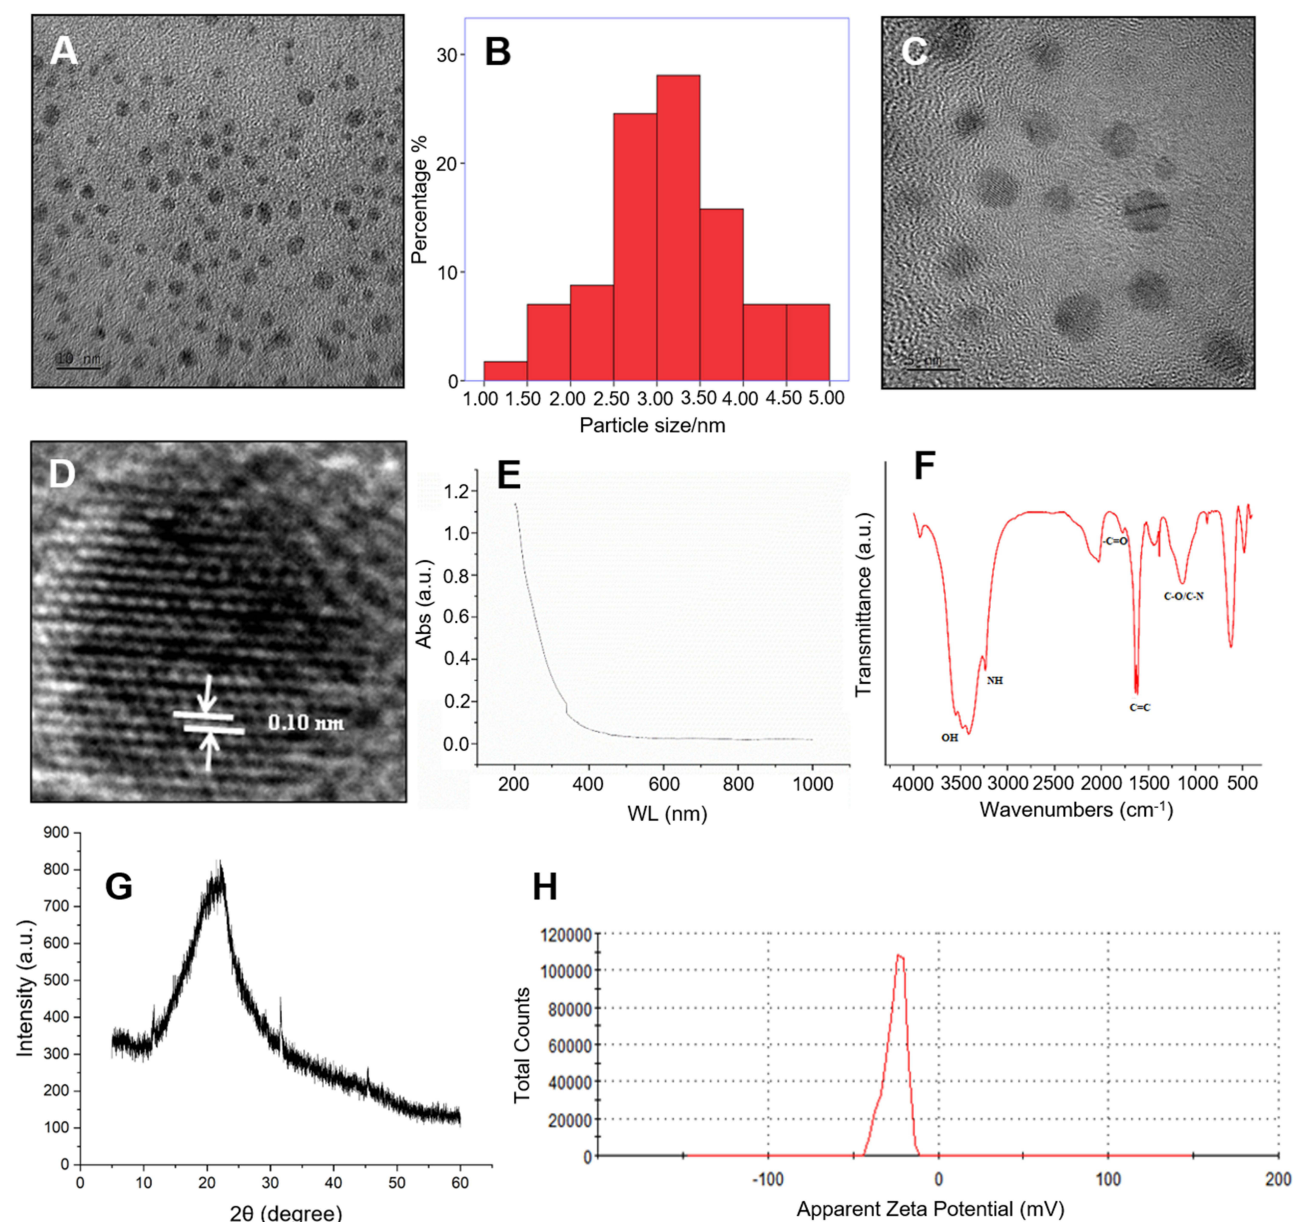 A
10 nm
B
Percentage %
30
20
10
0
1.00 1.50 2.00 2.50 3.00 3.50 4.00 4.50 5.00
Particle size/nm
C
5 nm
D
0.10 nm
E
Abs (a.u.)
1.2
1.0
0.8
0.6
0.4
0.2
0.0
200 400 600 800 1000
WL (nm)
F
Transmittance (a.u.)
-C=O
C-O/C-N
NH
C=C
OH
4000 3500 3000 2500 2000 1500 1000 500
Wavenumbers (cm-1)
G
Intensity (a.u.)
900
800
700
600
500
400
300
200
100
0
0 10 20 30 40 50 60
2θ (degree)
H
Total Counts
120000
100000
80000
60000
40000
20000
0
-100 0 100 200
Apparent Zeta Potential (mV)